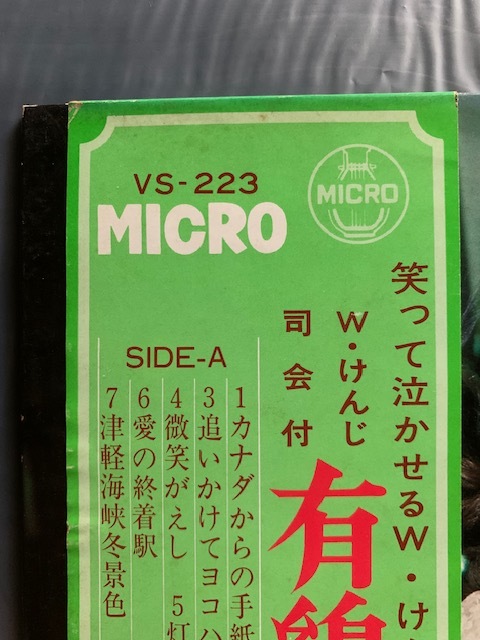 VS-223
MICRO
MICRO
笑って泣かせるW・け
W・けんじ
司会付
有
SIDE-A
1カナダからの手紙
3追いかけてヨコハ
4微笑がえし 5灯
6愛の終着駅
7津軽海峡冬景色